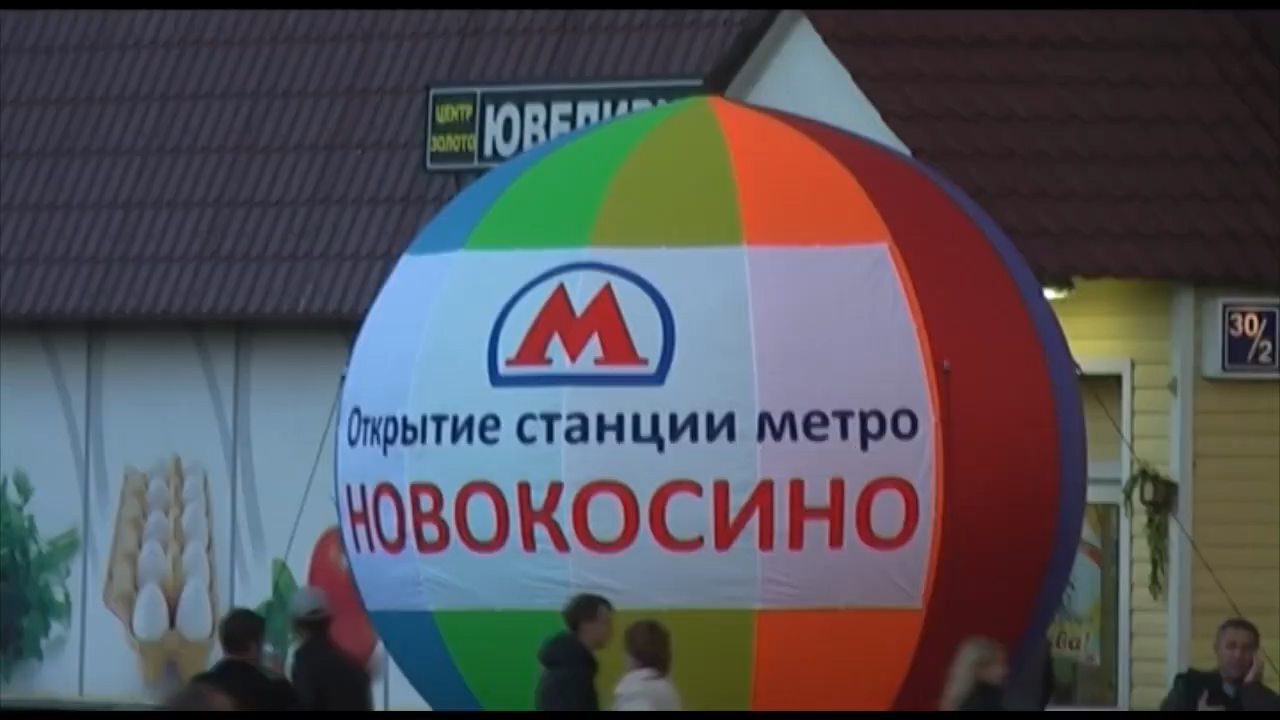 ЦЕНТР
ЗОЛОТО
М
Открытие станции метро
НОВОКОСИНО
30/2